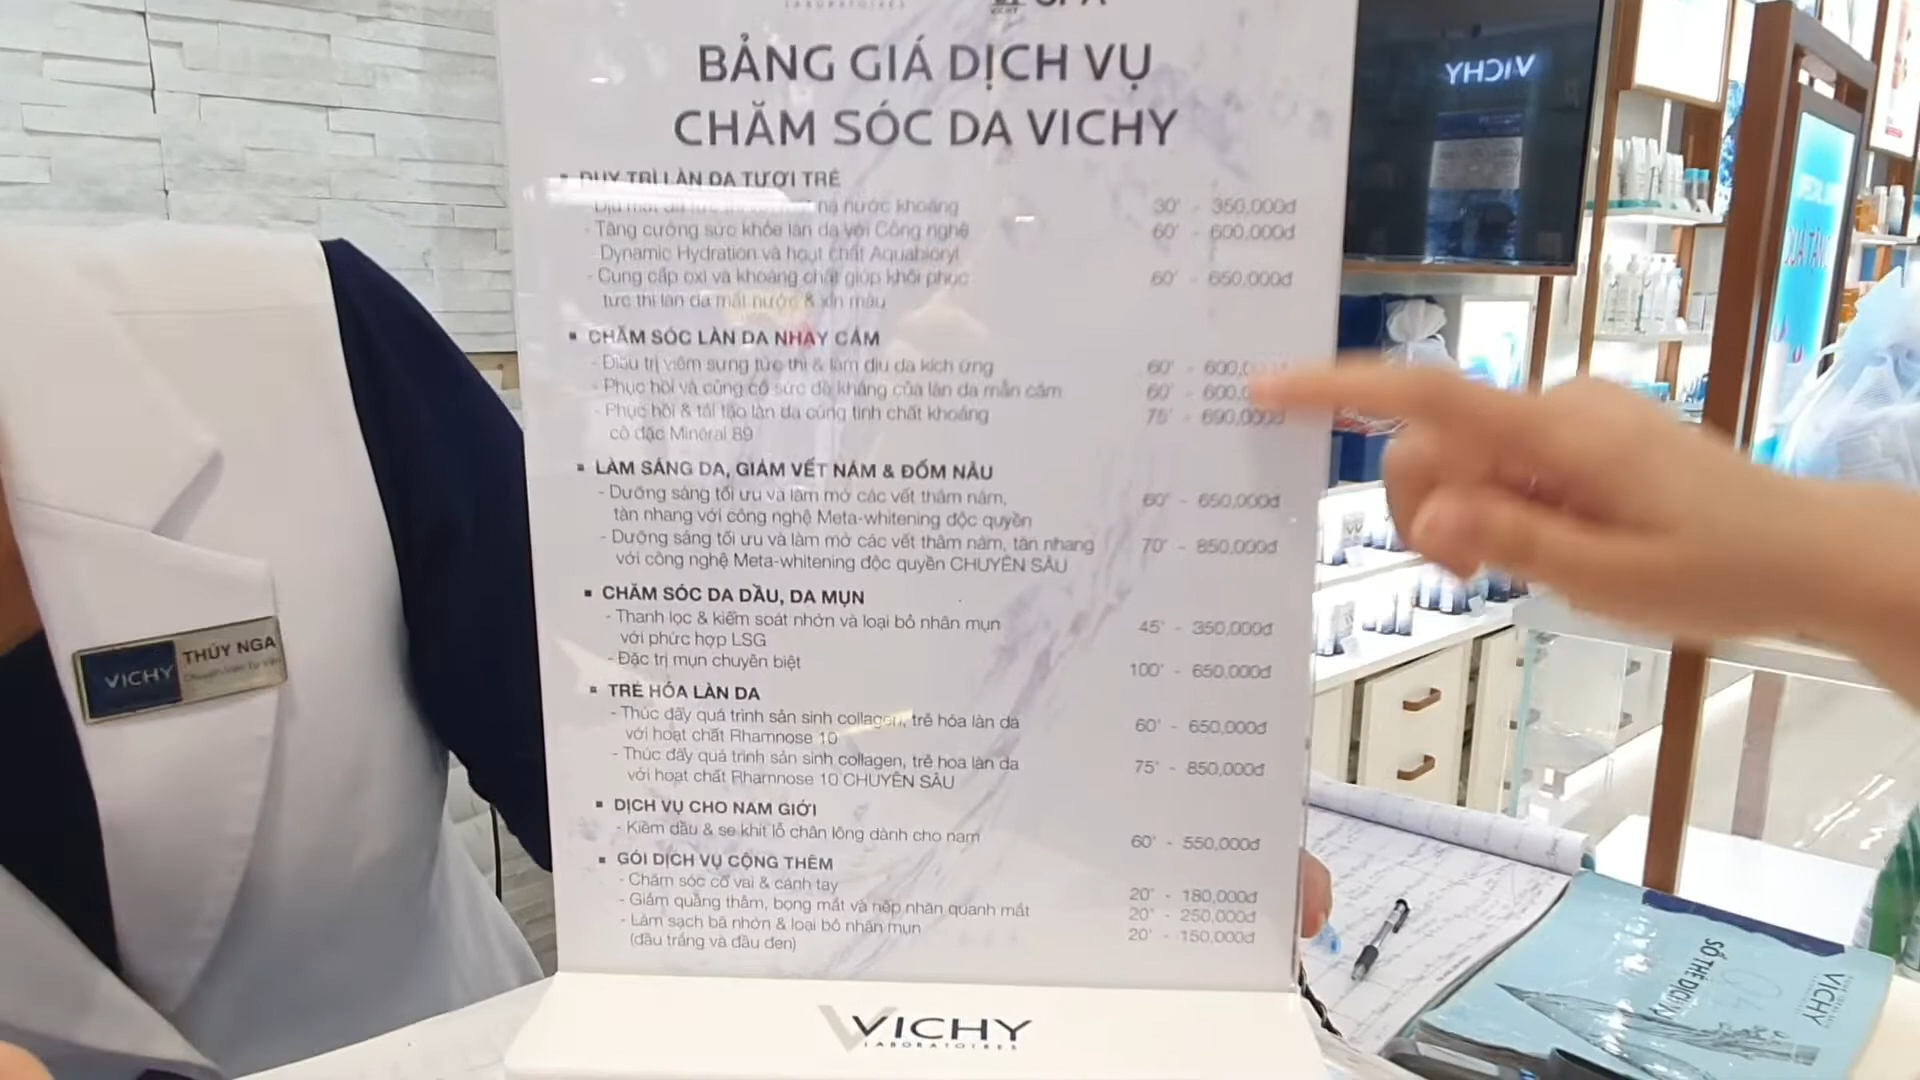 LABORATOIRES
SPA
BẢNG GIÁ DỊCH VỤ
CHĂM SÓC DA VICHY
DUY TRÌ LÀN DA TƯƠI TRẺ
nạ nước khoáng 30' - 350,000đ
- Tăng cường sức khỏe làn da với Công nghệ 60' - 600,000đ
Dynamic Hydration và hoạt chất Aquabioryl
- Cung cấp oxi và khoáng chất giúp khôi phục 60' - 650,000đ
tức thì làn da mất nước & xỉn màu
CHĂM SÓC LÀN DA NHẠY CẢM
- Điều trị viêm sưng tức thì & làm dịu da kích ứng 60' - 600,0
- Phục hồi và củng cố sức đề kháng của làn da mẫn cảm 60' - 600,0
- Phục hồi & tái tạo làn da cùng tinh chất khoáng 75' - 690,000đ
cô đặc Minéral 89
LÀM SÁNG DA, GIẢM VẾT NÁM & ĐỐM NÂU
- Dưỡng sáng tối ưu và làm mờ các vết thâm nám, 60' - 650,000đ
tàn nhang với công nghệ Meta-whitening độc quyền
- Dưỡng sáng tối ưu và làm mờ các vết thâm nám, tàn nhang 70' - 850,000đ
với công nghệ Meta-whitening độc quyền CHUYÊN SÂU
CHĂM SÓC DA DẦU, DA MỤN
- Thanh lọc & kiểm soát nhờn và loại bỏ nhân mụn 45' - 350,000đ
với phức hợp LSG
- Đặc trị mụn chuyên biệt 100' - 650,000đ
TRẺ HÓA LÀN DA
- Thúc đẩy quá trình sản sinh collagen, trẻ hóa làn da 60' - 650,000đ
với hoạt chất Rhamnose 10
- Thúc đẩy quá trình sản sinh collagen, trẻ hóa làn da 75' - 850,000đ
với hoạt chất Rhamnose 10 CHUYÊN SÂU
DỊCH VỤ CHO NAM GIỚI
- Kiềm dầu & se khít lỗ chân lông dành cho nam 60' - 550,000đ
GÓI DỊCH VỤ CỘNG THÊM
- Chăm sóc cổ vai & cánh tay 20' - 180,000đ
- Giảm quầng thâm, bọng mắt và nếp nhăn quanh mắt 20' - 250,000đ
- Làm sạch bã nhờn & loại bỏ nhân mụn 20' - 150,000đ
(đầu trắng và đầu đen)
VICHY
LABORATOIRES
VICHY
THÚY NGA
Chuyên Viên Tư Vấn
VICHY
VICHY